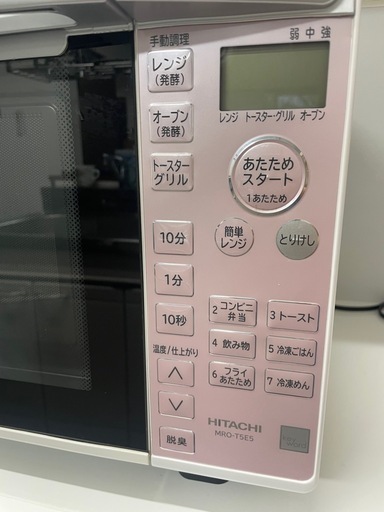 手動調理
弱 中 強
レンジ
(発酵)
レンジ トースター・グリル オーブン
オーブン
(発酵)
あたため
スタート
1あたため
トースター
グリル
10分
簡単
レンジ
とりけし
1分
10秒
2 コンビニ
弁当
3 トースト
4 飲み物
5 冷凍ごはん
温度/仕上がり
6 フライ
あたため
7 冷凍めん
脱臭
HITACHI
MRO-T5E5